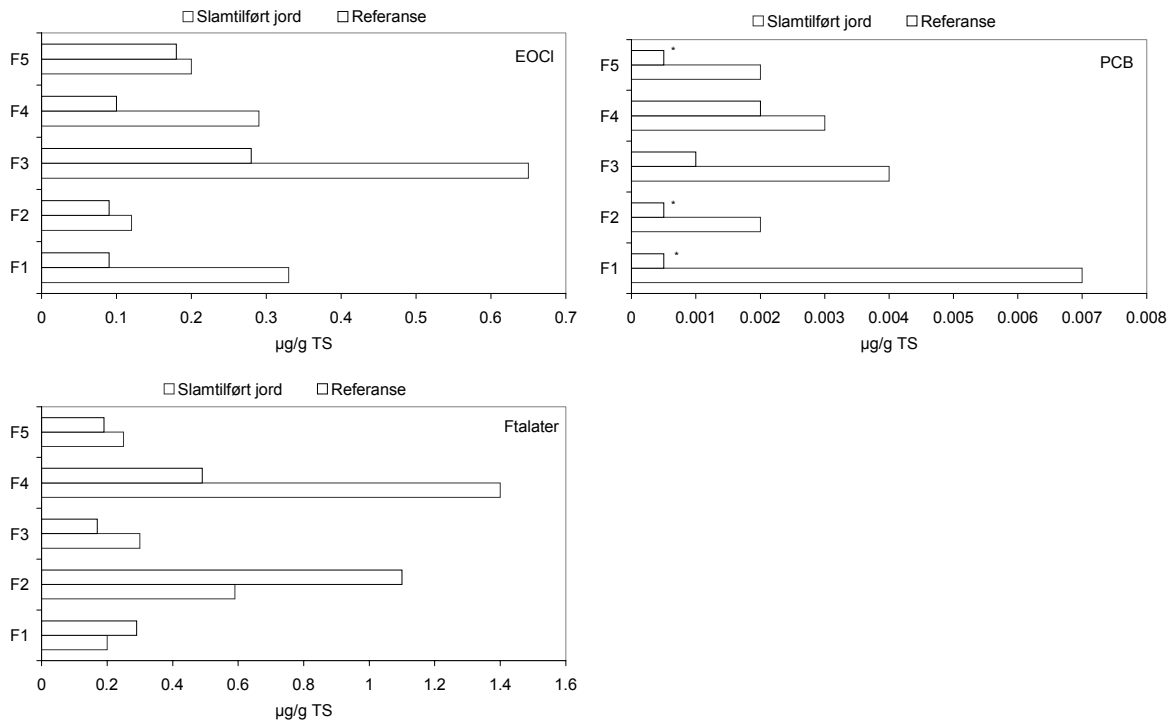 Slamtilført jord Referanse
EOCl
F5
F4
F3
F2
F1
0 0.1 0.2 0.3 0.4 0.5 0.6 0.7
µg/g TS
Slamtilført jord Referanse
PCB
F5 *
F4
F3
F2 *
F1 *
0 0.001 0.002 0.003 0.004 0.005 0.006 0.007 0.008
µg/g TS
Slamtilført jord Referanse
Ftalater
F5
F4
F3
F2
F1
0 0.2 0.4 0.6 0.8 1 1.2 1.4 1.6
µg/g TS